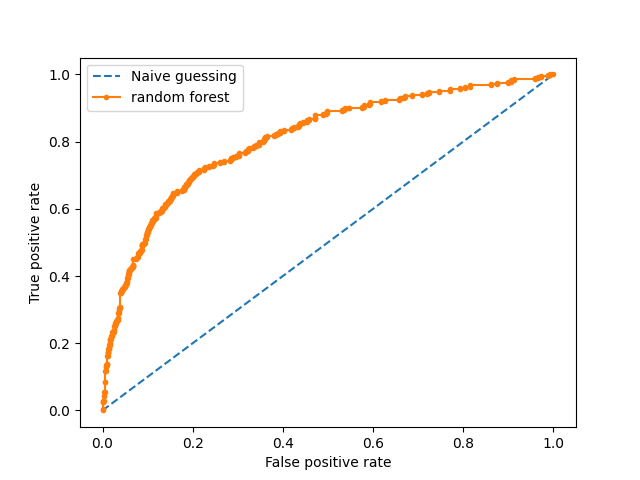 Naive guessing
random forest
1.0
0.8
0.6
0.4
0.2
0.0
True positive rate
0.0 0.2 0.4 0.6 0.8 1.0
False positive rate